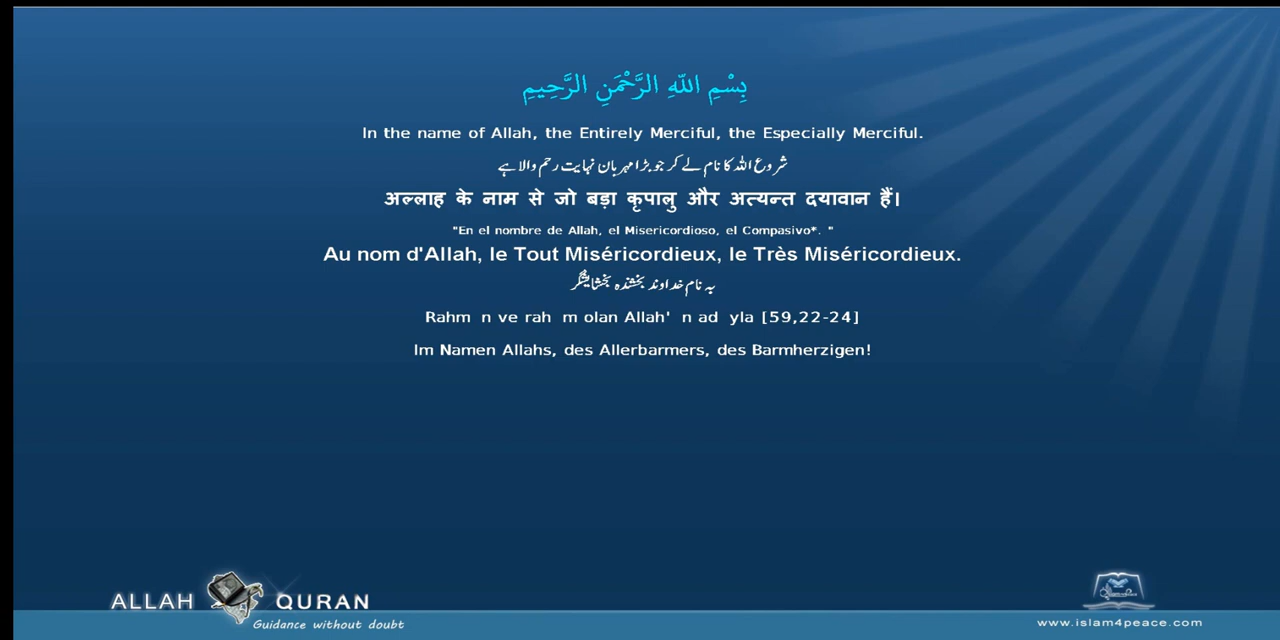 بِسْمِ اللَّهِ الرَّحْمَنِ الرَّحِيمِ
In the name of Allah, the Entirely Merciful, the Especially Merciful.
شروع اللہ کا نام لے کر جو بڑا مہربان نہایت رحم والا ہے
अल्लाह के नाम से जो बड़ा कृपालु और अत्यन्त दयावान हैं।
"En el nombre de Allah, el Misericordioso, el Compasivo*. "
Au nom d'Allah, le Tout Miséricordieux, le Très Miséricordieux.
به نام خداوند بخشنده بخشایشگر
Rahm n ve rah m olan Allah' n ad yla [59,22-24]
Im Namen Allahs, des Allerbarmers, des Barmherzigen!
ALLAH QURAN
Guidance without doubt
www.islam4peace.com